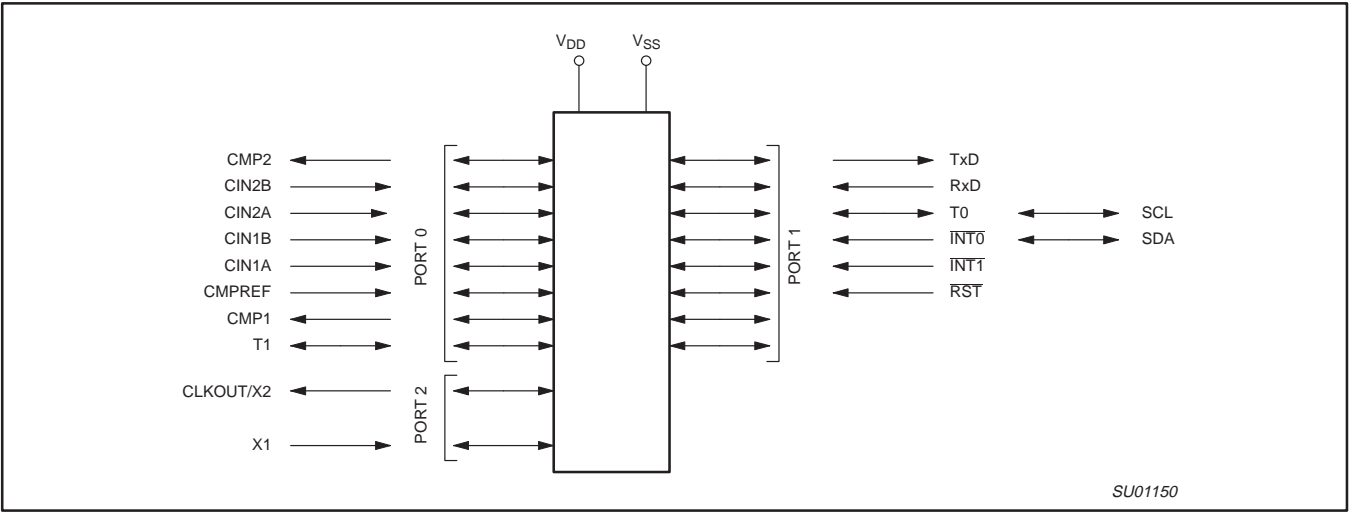 VDD VSS
CMP2
CIN2B
CIN2A
CIN1B
CIN1A
CMPREF
CMP1
T1
CLKOUT/X2
X1
PORT 0
PORT 2
PORT 1
TxD
RxD
T0 SCL
INT0 SDA
INT1
RST
SU01150